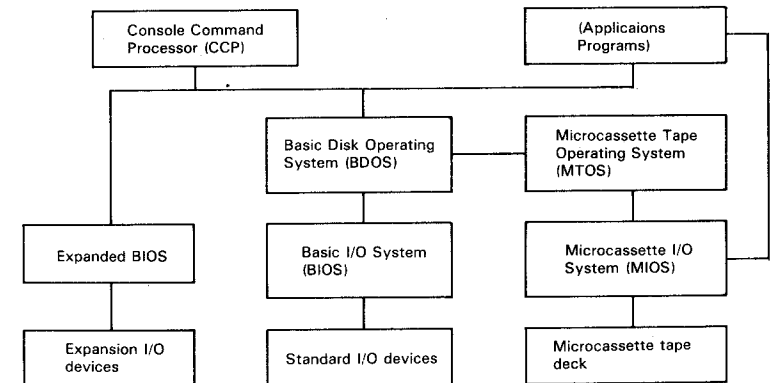 Console Command
Processor (CCP)
(Applicaions
Programs)
Basic Disk Operating
System (BDOS)
Microcassette Tape
Operating System
(MTOS)
Expanded BIOS
Basic I/O System
(BIOS)
Microcassette I/O
System (MIOS)
Expansion I/O
devices
Standard I/O devices
Microcassette tape
deck